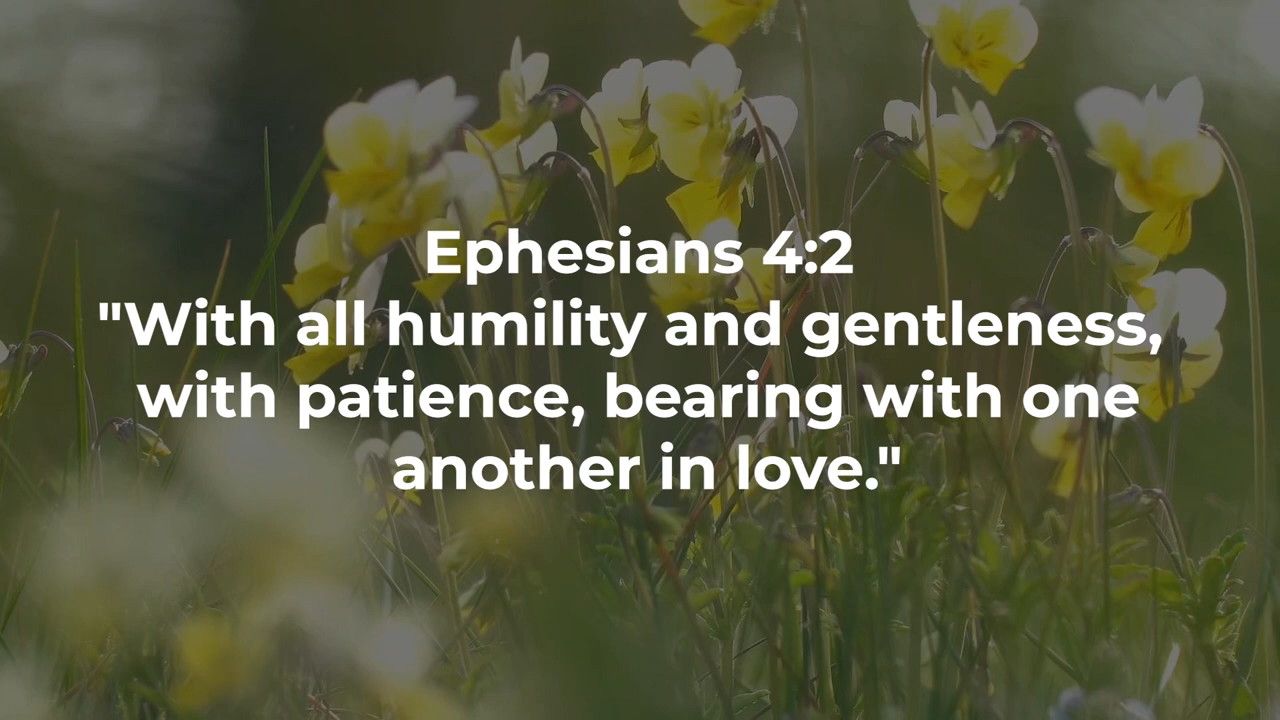 Ephesians 4:2
"With all humility and gentleness,
with patience, bearing with one
another in love."